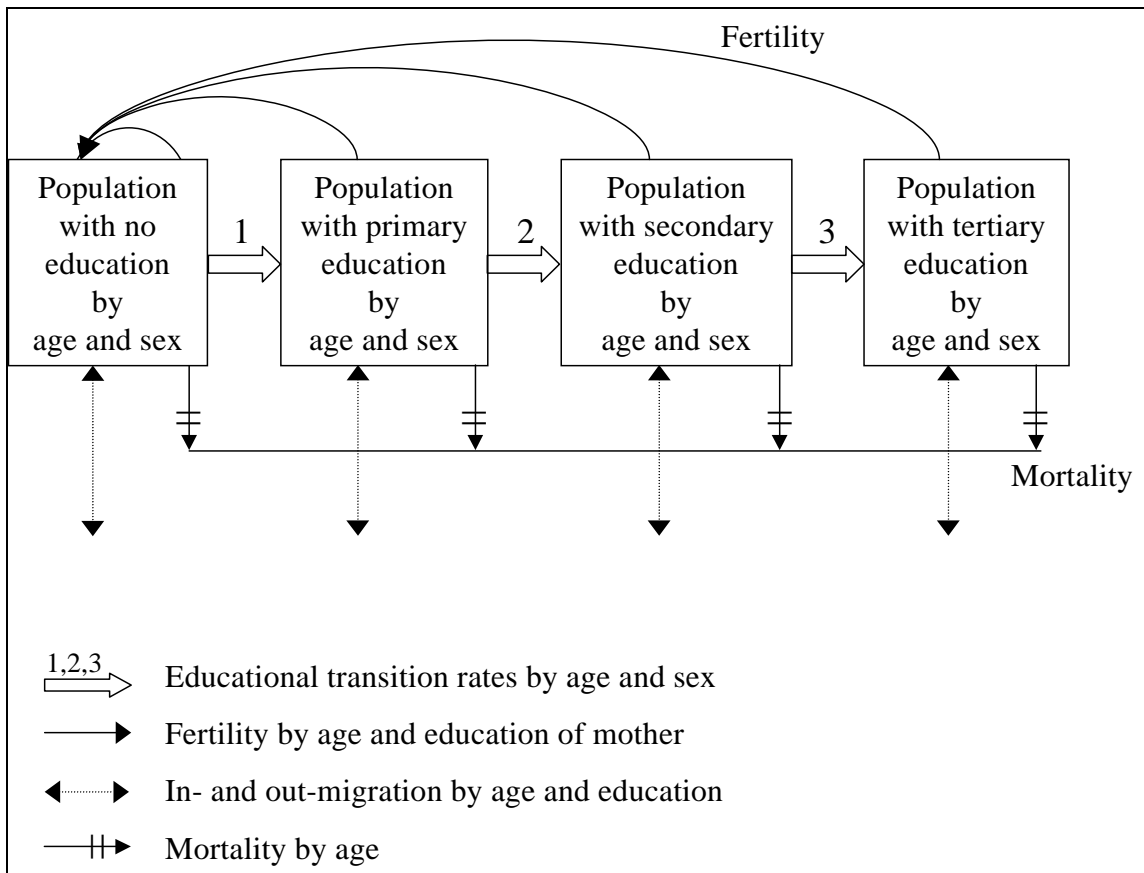 Fertility
Population
with no
education
by
age and sex
1
Population
with primary
education
by
age and sex
2
Population
with secondary
education
by
age and sex
3
Population
with tertiary
education
by
age and sex
Mortality
1,2,3
Educational transition rates by age and sex
Fertility by age and education of mother
In- and out-migration by age and education
Mortality by age